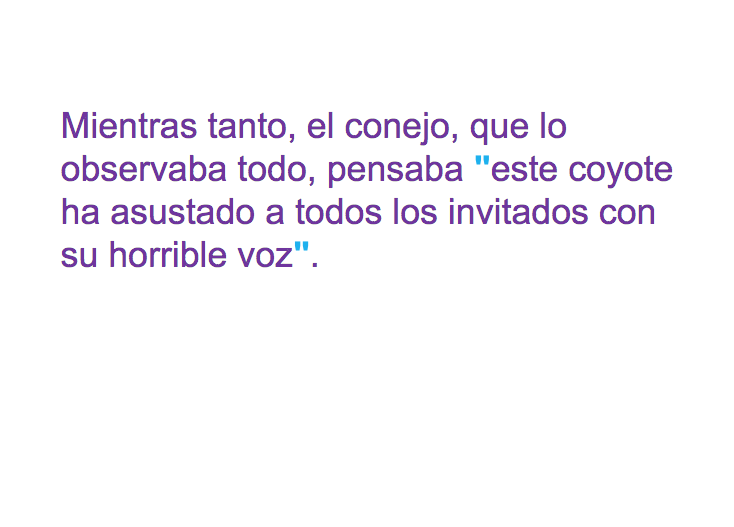 Mientras tanto, el conejo, que lo
observaba todo, pensaba "este coyote
ha asustado a todos los invitados con
su horrible voz".